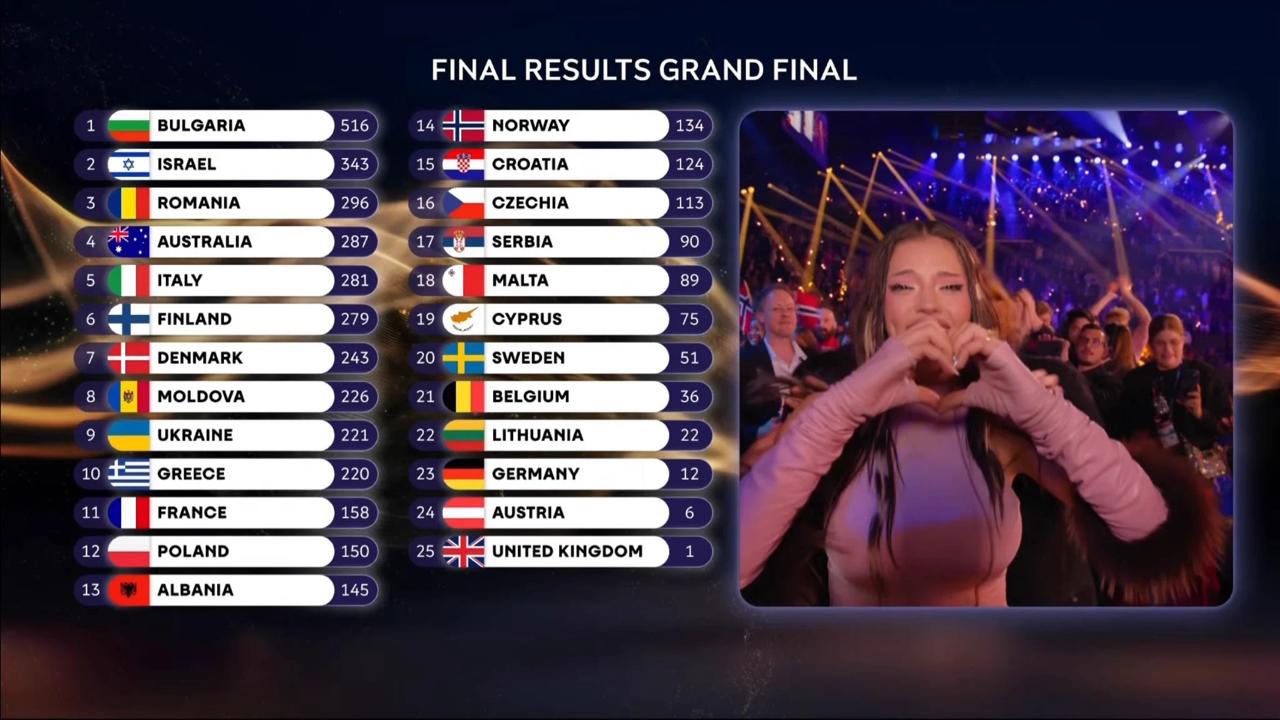 FINAL RESULTS GRAND FINAL
1 BULGARIA 516
2 ISRAEL 343
3 ROMANIA 296
4 AUSTRALIA 287
5 ITALY 281
6 FINLAND 279
7 DENMARK 243
8 MOLDOVA 226
9 UKRAINE 221
10 GREECE 220
11 FRANCE 158
12 POLAND 150
13 ALBANIA 145
14 NORWAY 134
15 CROATIA 124
16 CZECHIA 113
17 SERBIA 90
18 MALTA 89
19 CYPRUS 75
20 SWEDEN 51
21 BELGIUM 36
22 LITHUANIA 22
23 GERMANY 12
24 AUSTRIA 6
25 UNITED KINGDOM 1